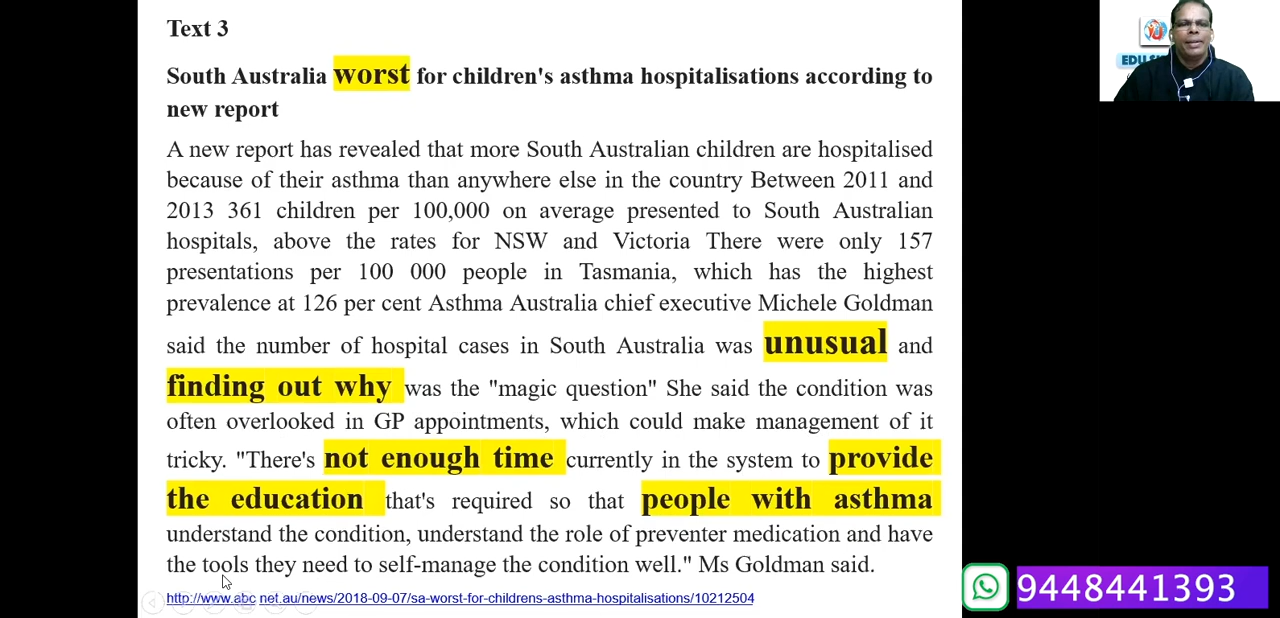 Text 3
South Australia worst for children's asthma hospitalisations according to
new report
A new report has revealed that more South Australian children are hospitalised
because of their asthma than anywhere else in the country Between 2011 and
2013 361 children per 100,000 on average presented to South Australian
hospitals, above the rates for NSW and Victoria There were only 157
presentations per 100 000 people in Tasmania, which has the highest
prevalence at 126 per cent Asthma Australia chief executive Michele Goldman
said the number of hospital cases in South Australia was unusual and
finding out why was the "magic question" She said the condition was
often overlooked in GP appointments, which could make management of it
tricky. "There's not enough time currently in the system to provide
the education that's required so that people with asthma
understand the condition, understand the role of preventer medication and have
the tools they need to self-manage the condition well." Ms Goldman said.
http://www.abc net.au/news/2018-09-07/sa-worst-for-childrens-asthma-hospitalisations/10212504
EDU
9448441393